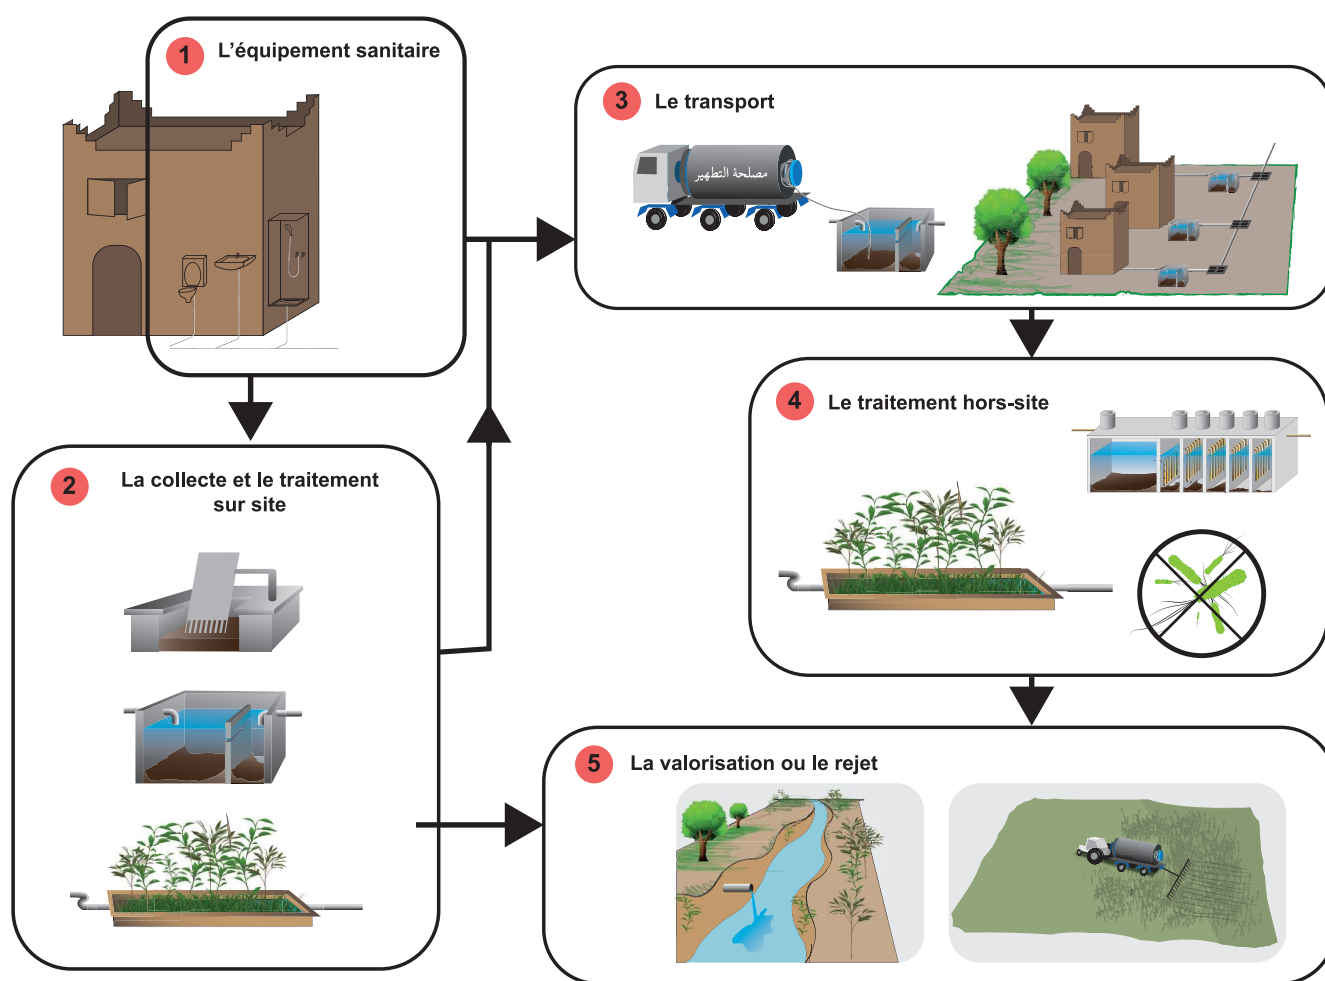 1 L'équipement sanitaire
2 La collecte et le traitement
sur site
3 Le transport
مصلحة التطهير
4 Le traitement hors-site
5 La valorisation ou le rejet